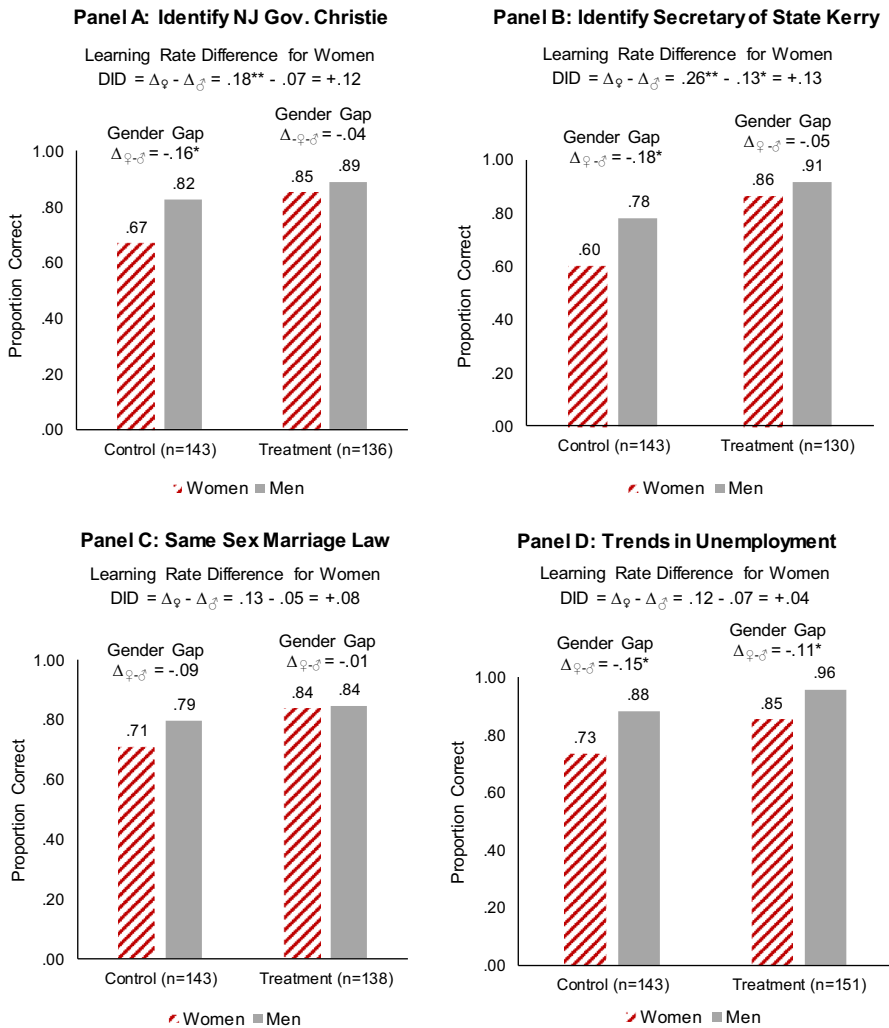 Panel A: Identify NJ Gov. Christie
Learning Rate Difference for Women
DID = Δ♀ - Δ♂ = .18** - .07 = +.12
Gender Gap
Δ♀-♂ = -.16*
Gender Gap
Δ-♀-♂ = -.04
Proportion Correct
1.00
.80
.60
.40
.20
.00
.67
.82
.85
.89
Control (n=143)
Treatment (n=136)
Women
Men
Panel B: Identify Secretary of State Kerry
Learning Rate Difference for Women
DID = Δ♀ - Δ♂ = .26** - .13* = +.13
Gender Gap
Δ♀-♂ = -.18*
Gender Gap
Δ♀-♂ = -.05
Proportion Correct
1.00
.80
.60
.40
.20
.00
.60
.78
.86
.91
Control (n=143)
Treatment (n=130)
Women
Men
Panel C: Same Sex Marriage Law
Learning Rate Difference for Women
DID = Δ♀ - Δ♂ = .13 - .05 = +.08
Gender Gap
Δ♀-♂ = -.09
Gender Gap
Δ♀-♂ = -.01
Proportion Correct
1.00
.80
.60
.40
.20
.00
.71
.79
.84
.84
Control (n=143)
Treatment (n=138)
Women
Men
Panel D: Trends in Unemployment
Learning Rate Difference for Women
DID = Δ♀ - Δ♂ = .12 - .07 = +.04
Gender Gap
Δ♀-♂ = -.15*
Gender Gap
Δ♀-♂ = -.11*
Proportion Correct
1.00
.80
.60
.40
.20
.00
.73
.88
.85
.96
Control (n=143)
Treatment (n=151)
Women
Men